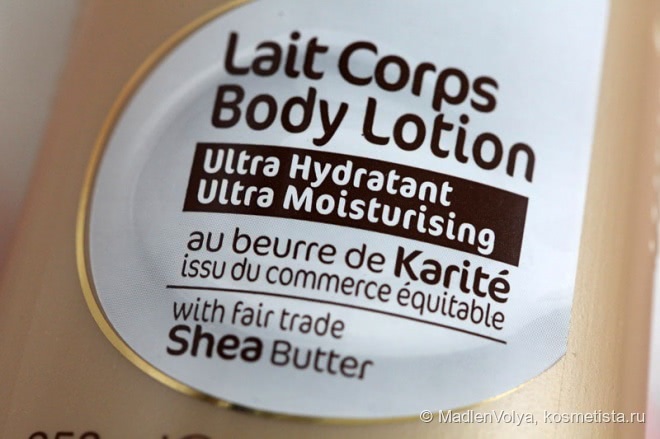 Lait Corps
Body Lotion
Ultra Hydratant
Ultra Moisturising
au beurre de Karité
issu du commerce équitable
with fair trade
Shea Butter
© MadlenVolya, kosmetista.ru